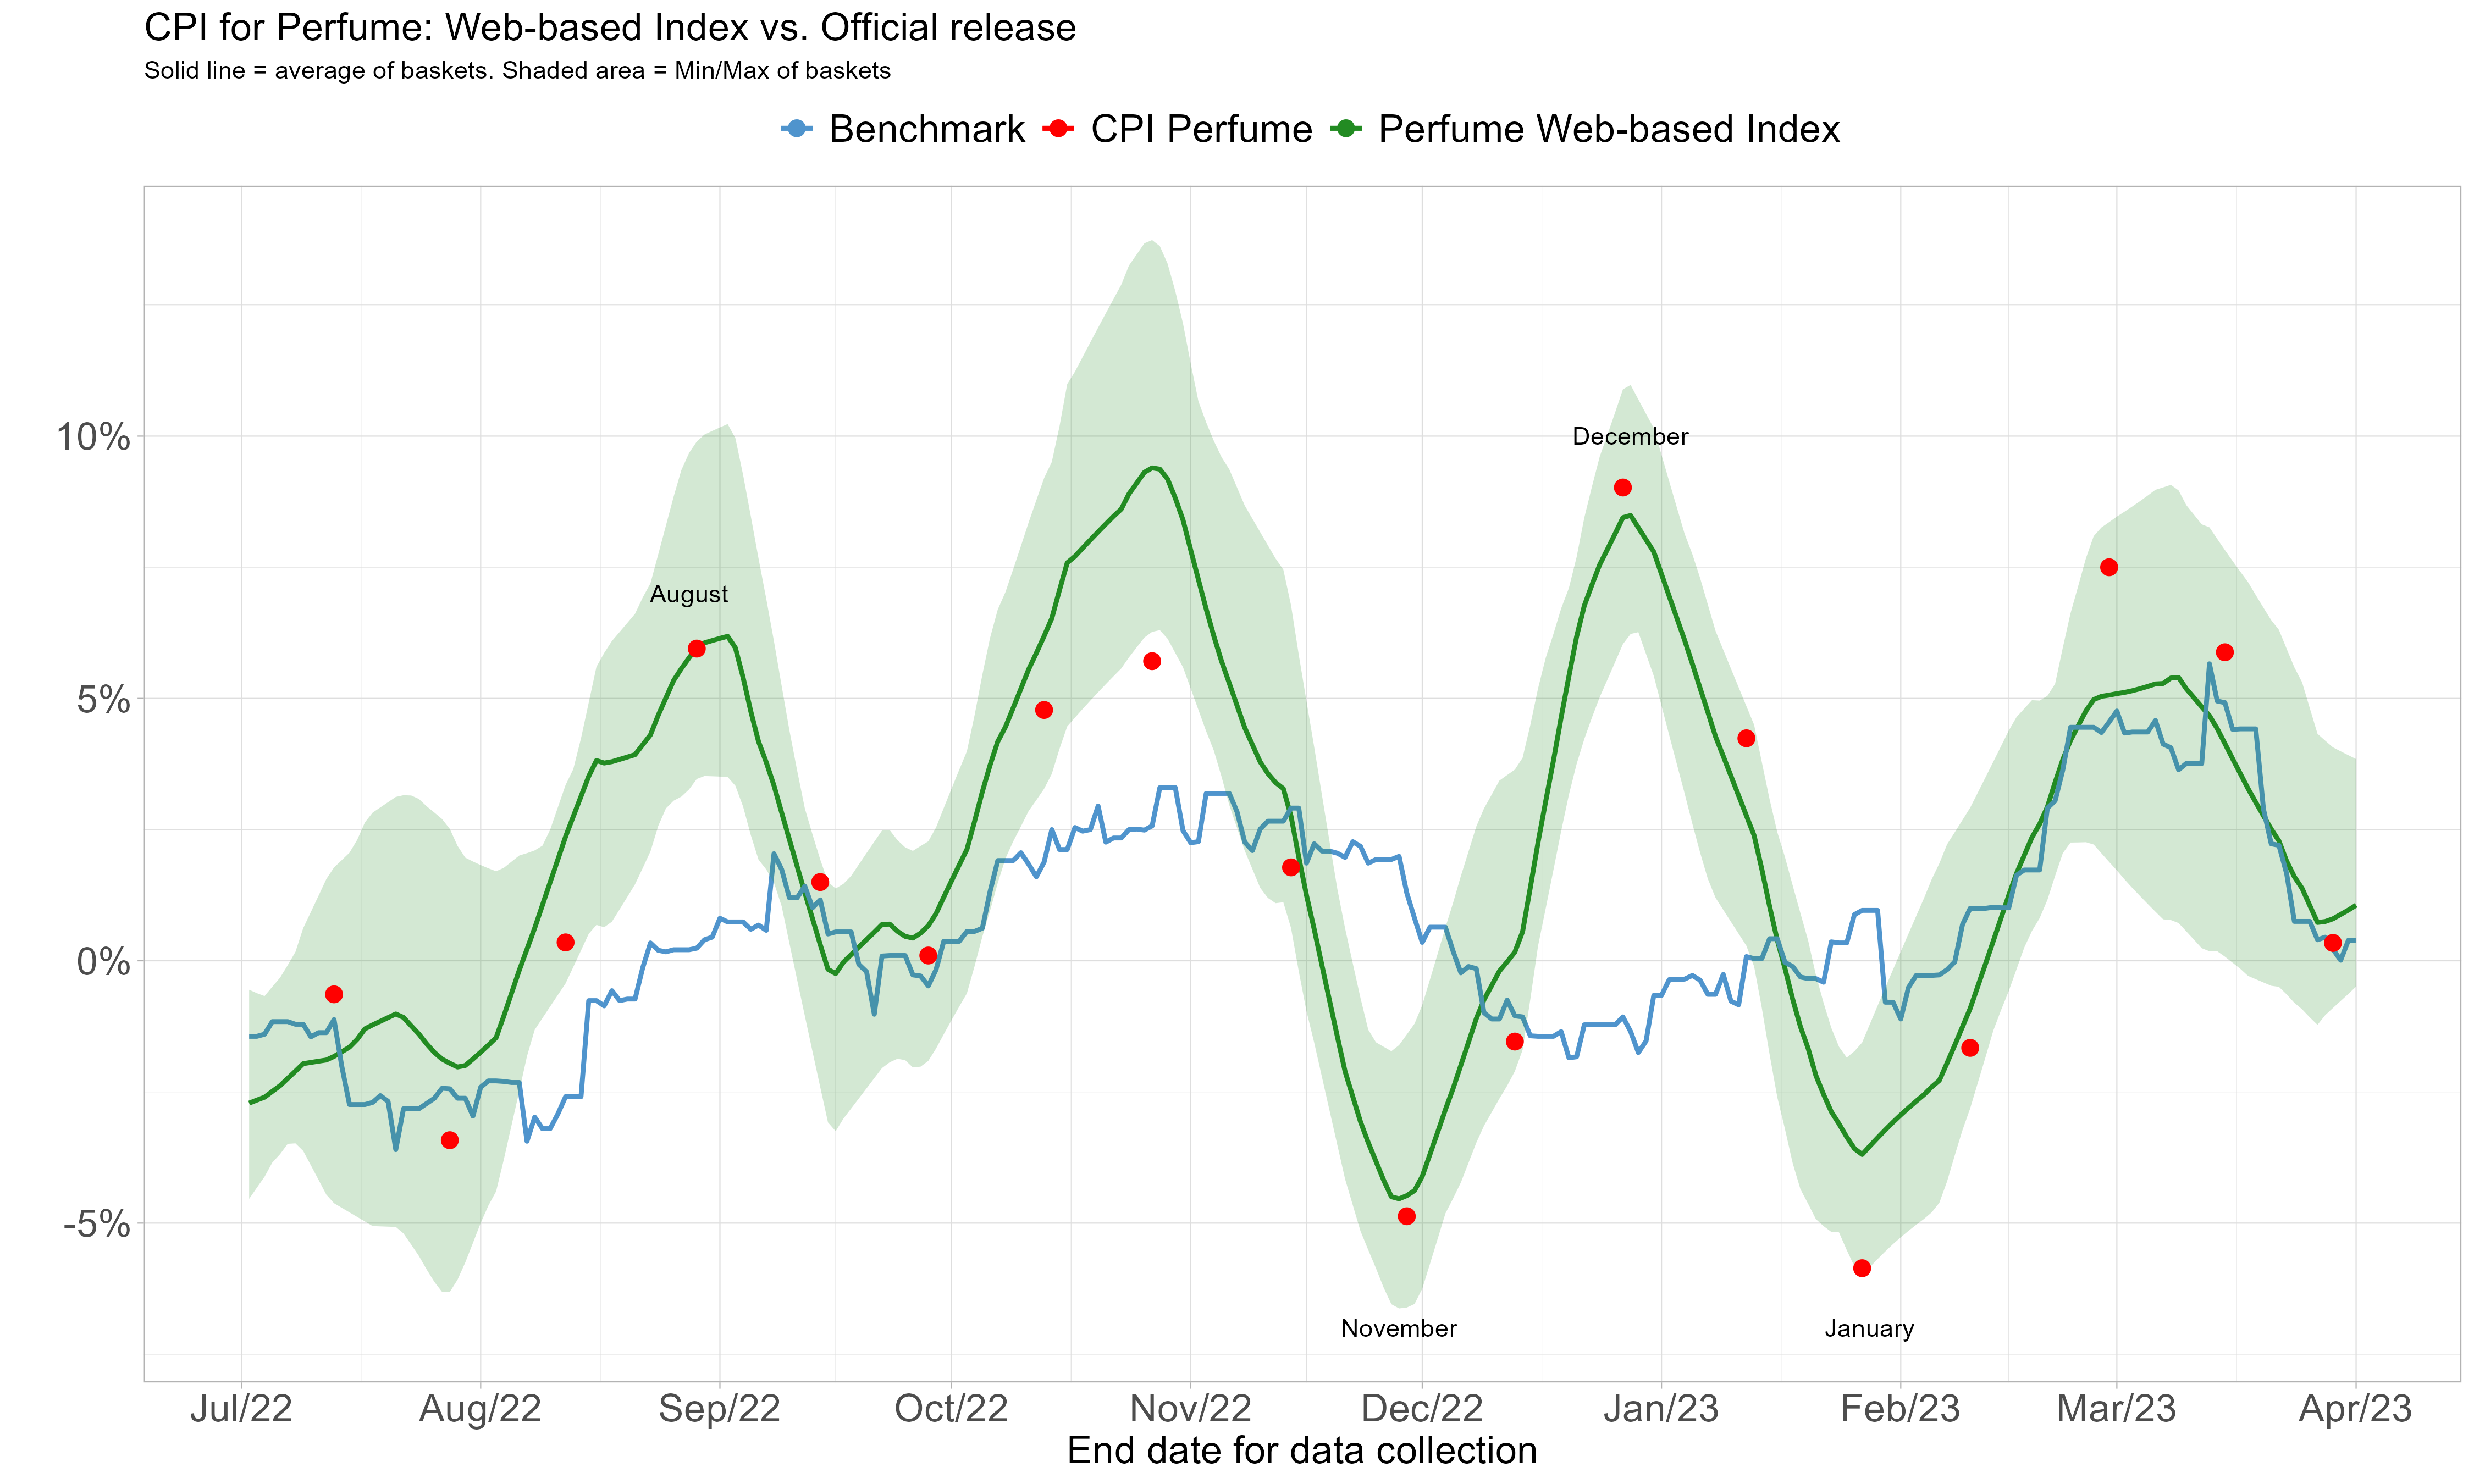 CPI for Perfume: Web-based Index vs. Official release
Solid line = average of baskets. Shaded area = Min/Max of baskets
Benchmark CPI Perfume Perfume Web-based Index
10%
5%
0%
-5%
December
August
November
January
Jul/22 Aug/22 Sep/22 Oct/22 Nov/22 Dec/22 Jan/23 Feb/23 Mar/23 Apr/23
End date for data collection